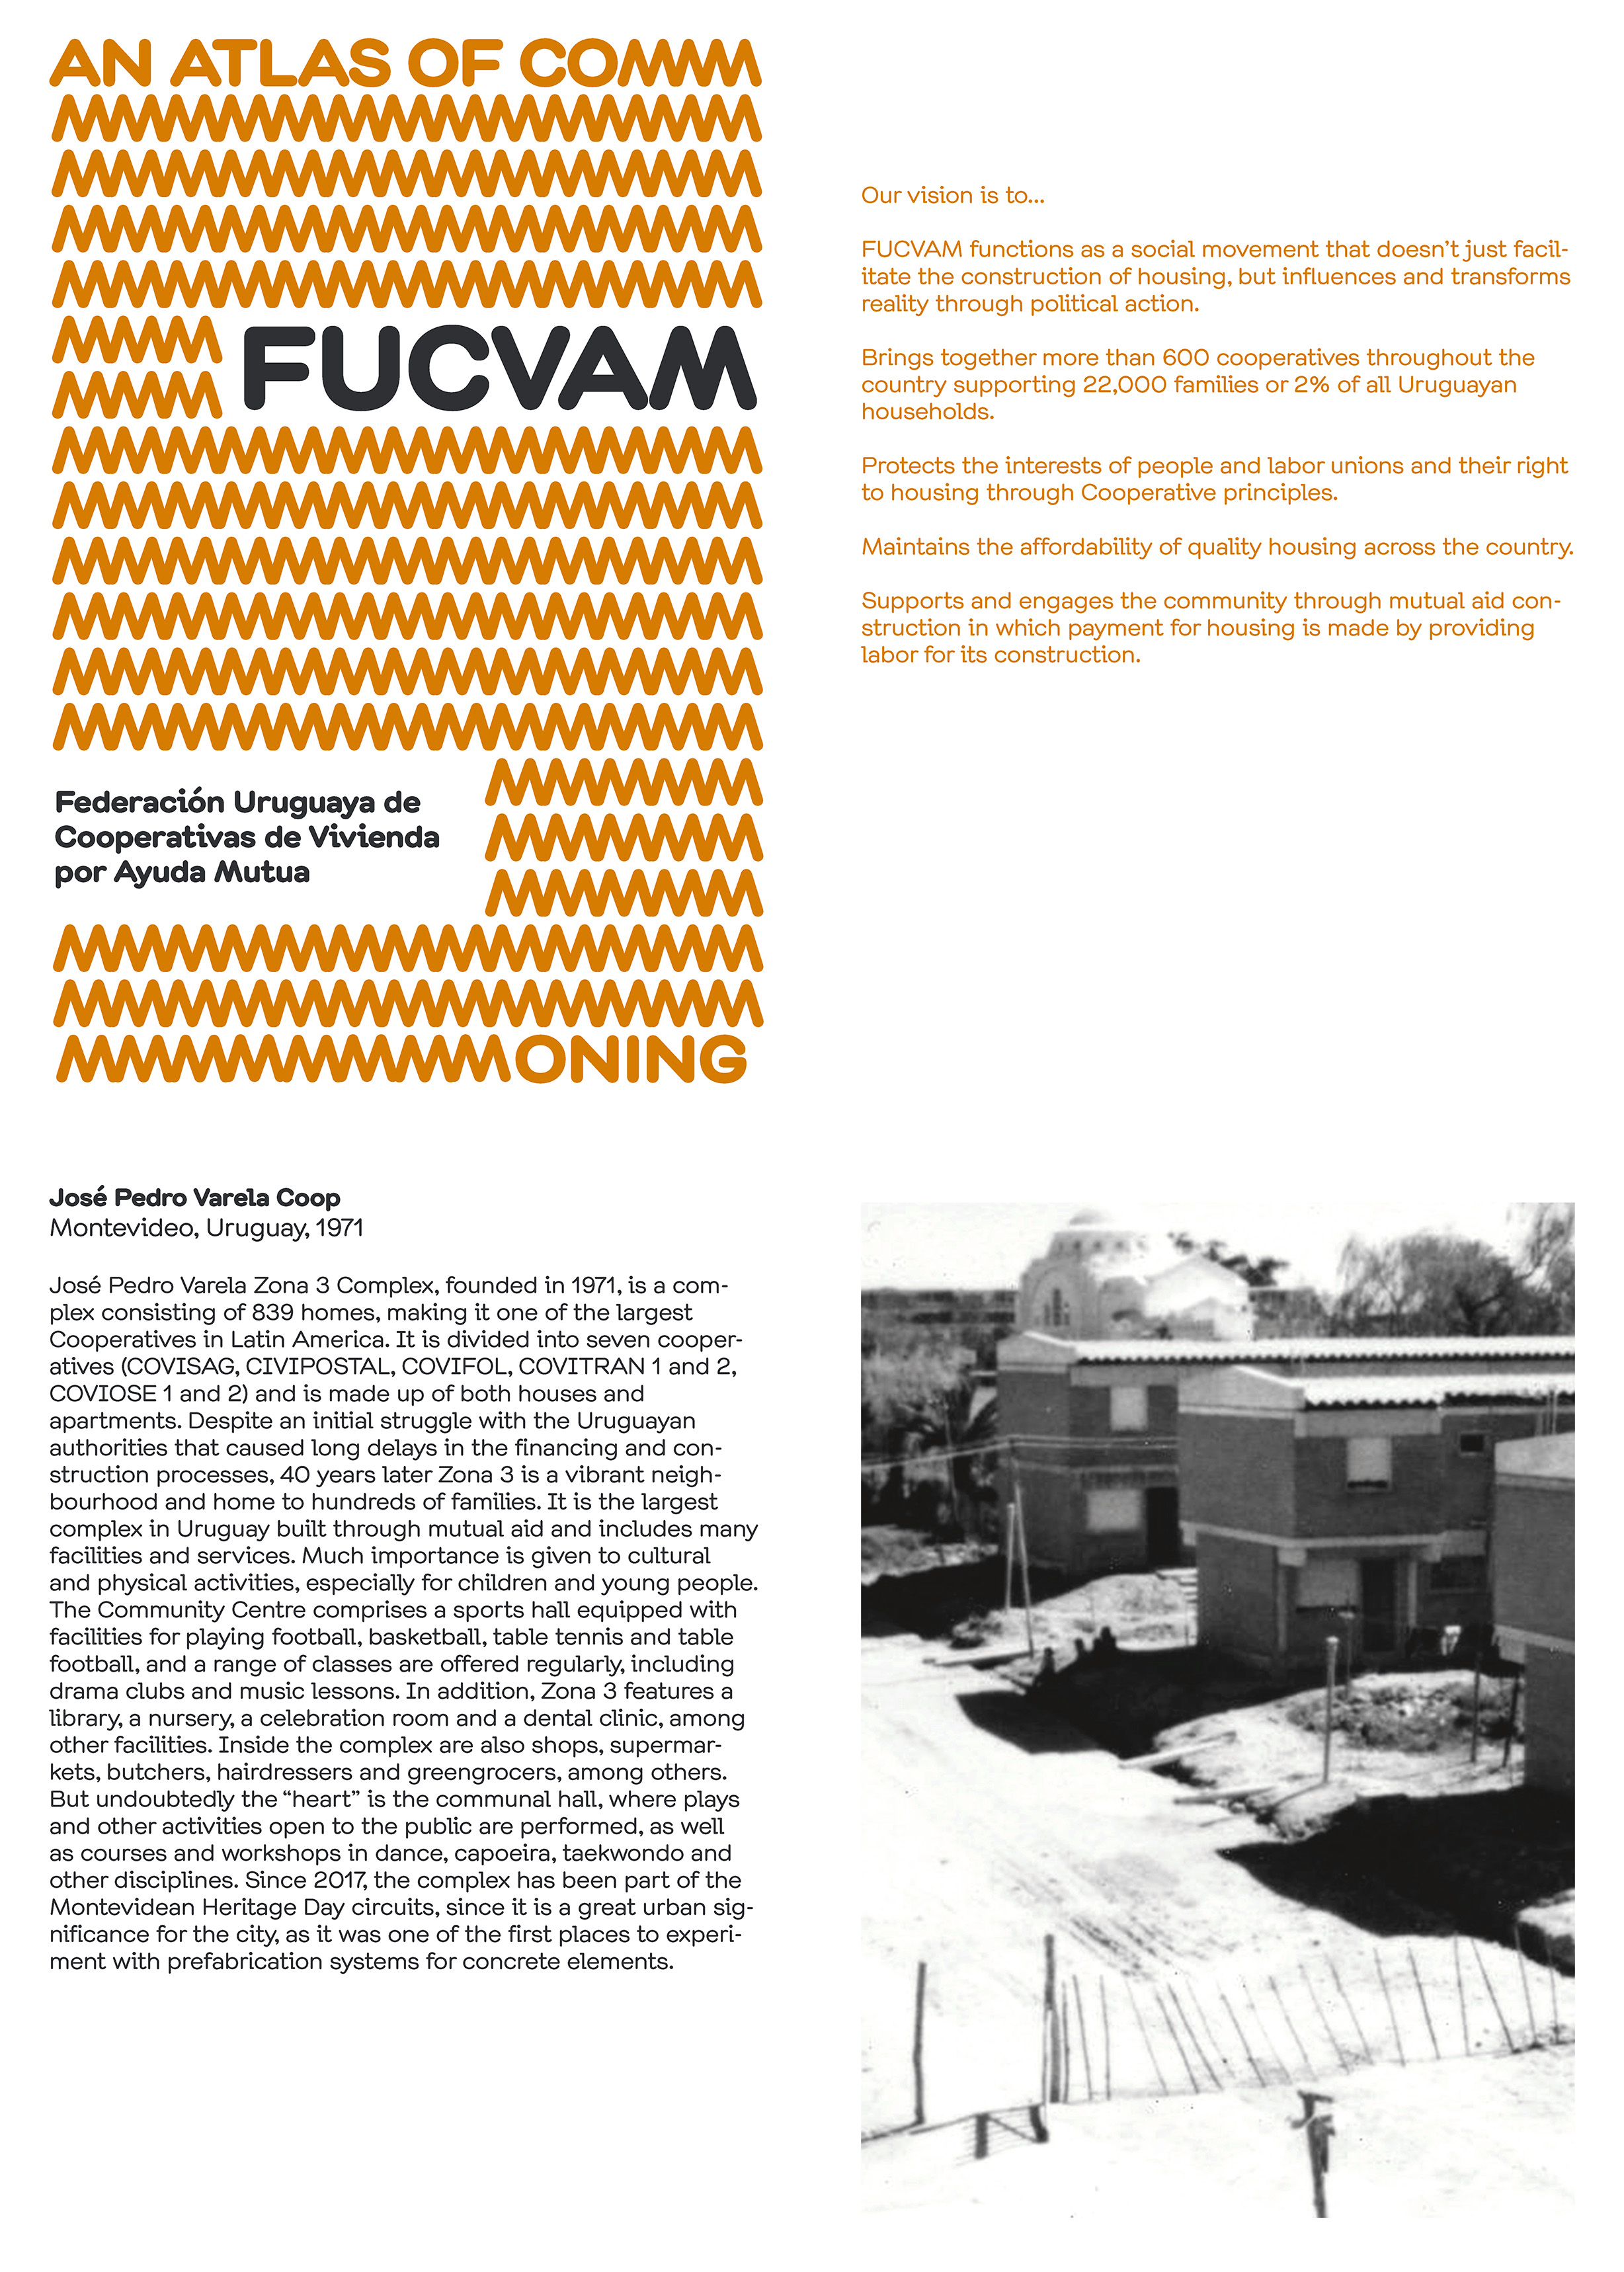 AN ATLAS OF COMMM
MMMMMMMMMMMMM
MMMMMMMMMMMMM
MMMMMMMMMMMMM
MMMMMMMMMMMMM
MMM
MMM
FUCVAM
MMMMMMMMMMMMM
MMMMMMMMMMMMM
MMMMMMMMMMMMM
MMMMMMMMMMMMM
MMMMMMMMMMMMM
MMMMMMMMMMMMM
Federación Uruguaya de
Cooperativas de Vivienda
por Ayuda Mutua
MMMMM
MMMMM
MMMMM
MMMMMMMMMMMMM
MMMMMMMMMMMMM
MMMMMMMMONING
Our vision is to...
FUCVAM functions as a social movement that doesn’t just facil-
itate the construction of housing, but influences and transforms
reality through political action.
Brings together more than 600 cooperatives throughout the
country supporting 22,000 families or 2% of all Uruguayan
households.
Protects the interests of people and labor unions and their right
to housing through Cooperative principles.
Maintains the affordability of quality housing across the country.
Supports and engages the community through mutual aid con-
struction in which payment for housing is made by providing
labor for its construction.
José Pedro Varela Coop
Montevideo, Uruguay, 1971
José Pedro Varela Zona 3 Complex, founded in 1971, is a com-
plex consisting of 839 homes, making it one of the largest
Cooperatives in Latin America. It is divided into seven cooper-
atives (COVISAG, CIVIPOSTAL, COVIFOL, COVITRAN 1 and 2,
COVIOSE 1 and 2) and is made up of both houses and
apartments. Despite an initial struggle with the Uruguayan
authorities that caused long delays in the financing and con-
struction processes, 40 years later Zona 3 is a vibrant neigh-
bourhood and home to hundreds of families. It is the largest
complex in Uruguay built through mutual aid and includes many
facilities and services. Much importance is given to cultural
and physical activities, especially for children and young people.
The Community Centre comprises a sports hall equipped with
facilities for playing football, basketball, table tennis and table
football, and a range of classes are offered regularly, including
drama clubs and music lessons. In addition, Zona 3 features a
library, a nursery, a celebration room and a dental clinic, among
other facilities. Inside the complex are also shops, supermar-
kets, butchers, hairdressers and greengrocers, among others.
But undoubtedly the “heart” is the communal hall, where plays
and other activities open to the public are performed, as well
as courses and workshops in dance, capoeira, taekwondo and
other disciplines. Since 2017, the complex has been part of the
Montevidean Heritage Day circuits, since it is a great urban sig-
nificance for the city, as it was one of the first places to experi-
ment with prefabrication systems for concrete elements.